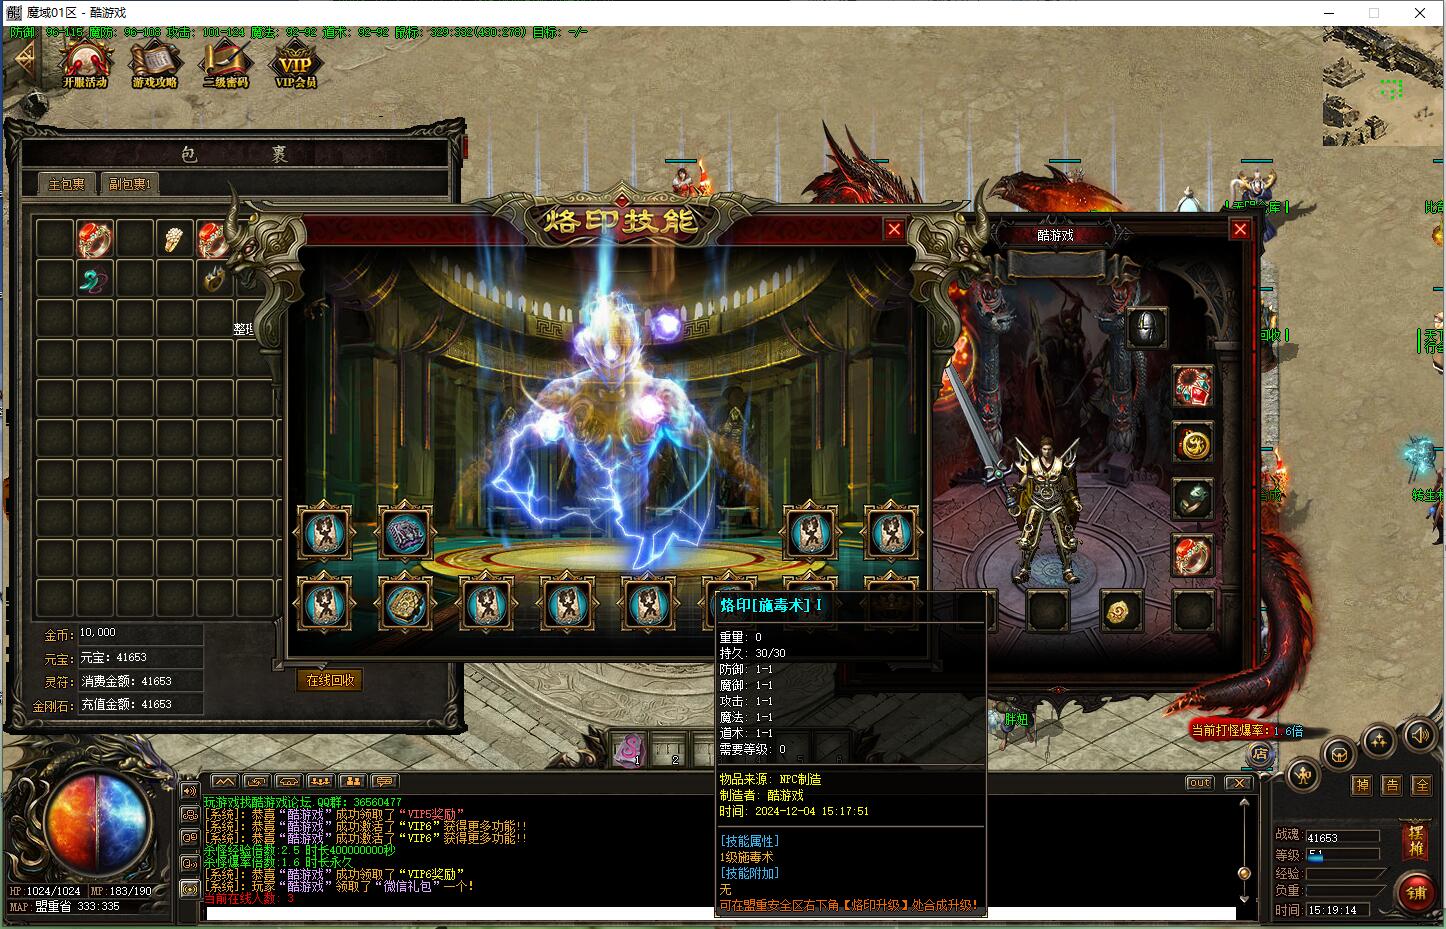 魔域01区 - 酷游戏
防御: 96-115 魔防: 96-108 攻击: 101-124 魔法: 92-92 道术: 92-92 鼠标: 329:332(430:278) 目标: -/-
开服活动
游戏攻略
二级密码
VIP
VIP会员
包 裹
主包裹
副包裹1
整理
烙印技能
酷游戏
回收
金币: 10,000
元宝: 元宝: 41653
灵符: 消费金额: 41653
金刚石: 充值金额: 41653
在线回收
烙印[施毒术]Ⅰ
重量: 0
持久: 30/30
防御: 1-1
魔御: 1-1
攻击: 1-1
魔法: 1-1
道术: 1-1
需要等级: 0
物品来源: NPC制造
制造者: 酷游戏
时间: 2024-12-04 15:17:51
[技能属性]
1级施毒术
[技能附加]
无
可在盟重安全区右下角【烙印升级】处合成升级!
胖妞
当前打怪爆率: 1.6倍
店
1
2
out
玩游戏找酷游戏论坛.QQ群: 36560477
[系统]: 恭喜“酷游戏”成功领取了“VIP5奖励”
[系统]: 恭喜“酷游戏”成功激活了“VIP6”获得更多功能!!
[系统]: 恭喜“酷游戏”成功激活了“VIP6”获得更多功能!!
杀怪经验倍数:2.5 时长400000000秒
杀怪爆率倍数:1.6 时长永久
[系统]: 恭喜“酷游戏”成功领取了“VIP6奖励”
[系统]: 玩家“酷游戏”领取了“微信礼包”一个!
当前在线人数: 3
HP:1024/1024 MP:183/190
MAP:盟重省 333:335
掉
告
全
战魂: 41653
等级: 51
经验:
负重:
时间: 15:19:14
摆摊
铺